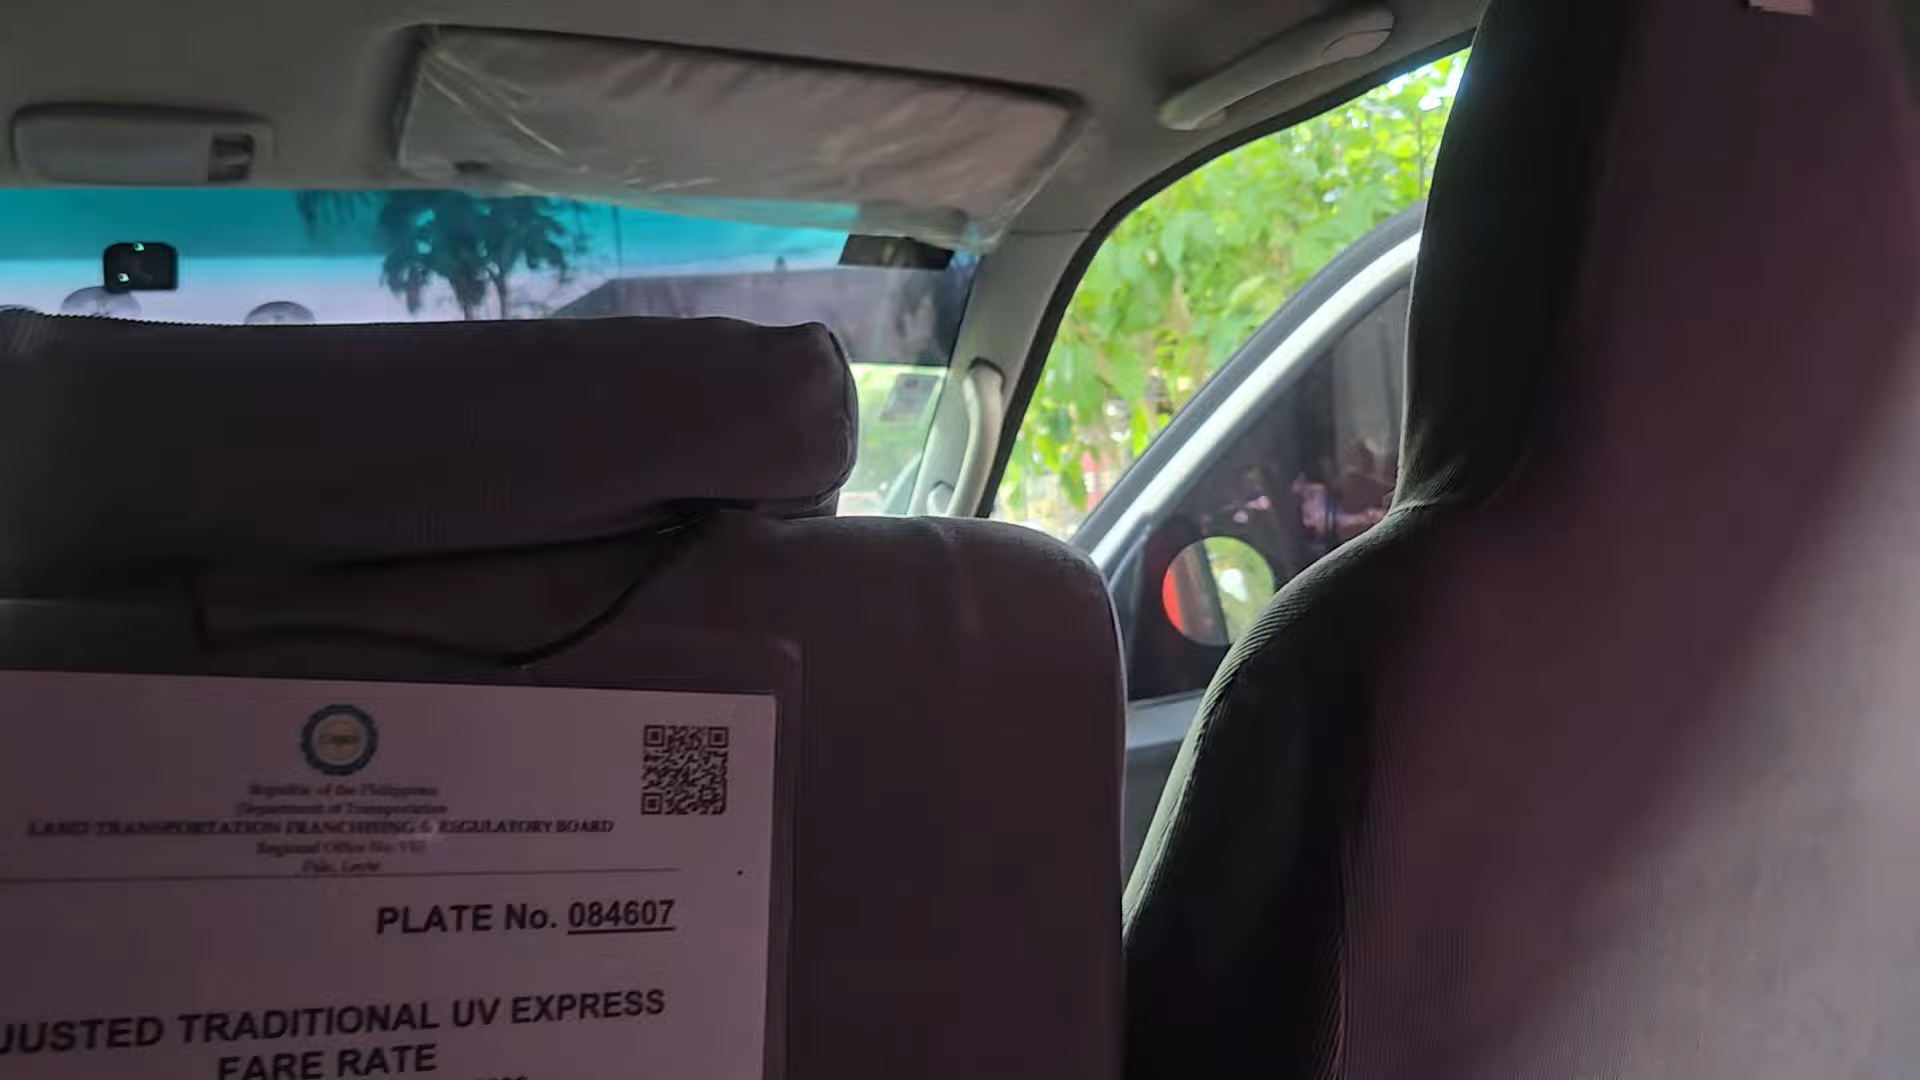 Republic of the Philippines
Department of Transportation
LAND TRANSPORTATION FRANCHISING & REGULATORY BOARD
Regional Office No. VIII
Palo, Leyte
PLATE No. 084607
JUSTED TRADITIONAL UV EXPRESS
FARE RATE